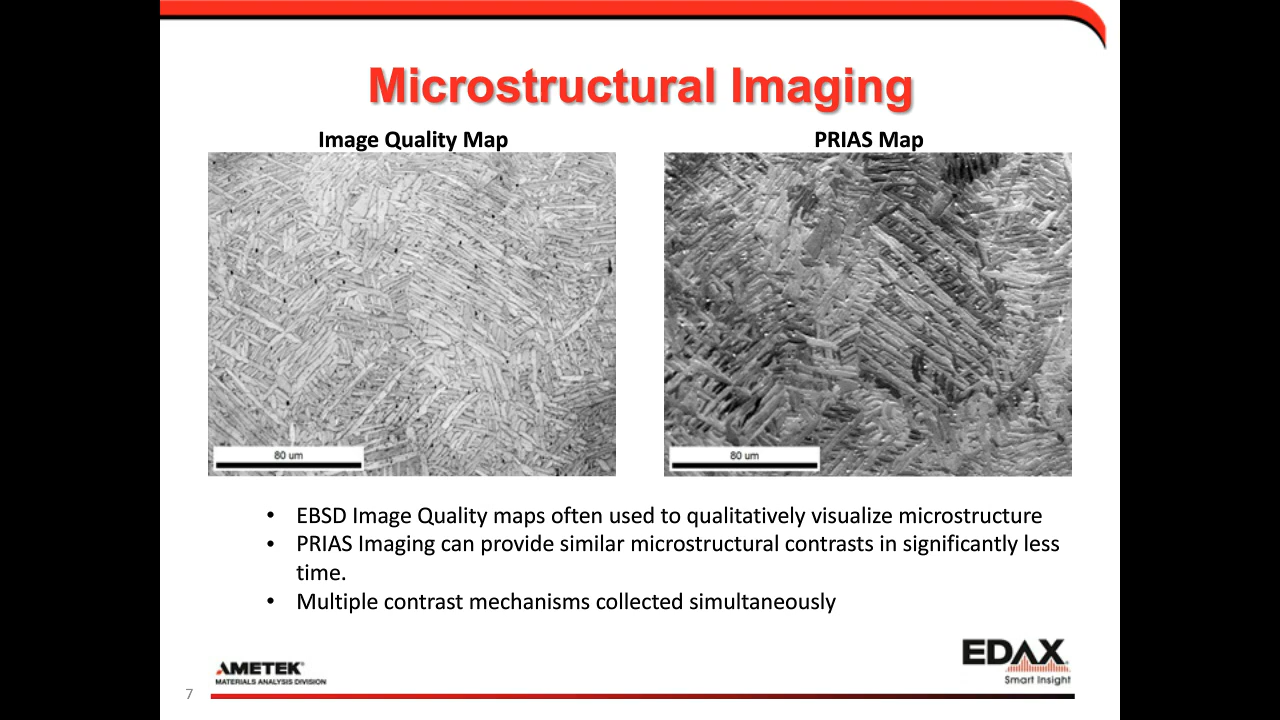 Microstructural Imaging
Image Quality Map
PRIAS Map
80 um
80 um
• EBSD Image Quality maps often used to qualitatively visualize microstructure
• PRIAS Imaging can provide similar microstructural contrasts in significantly less
time.
• Multiple contrast mechanisms collected simultaneously
AMETEK®
MATERIALS ANALYSIS DIVISION
EDAX
Smart Insight
7